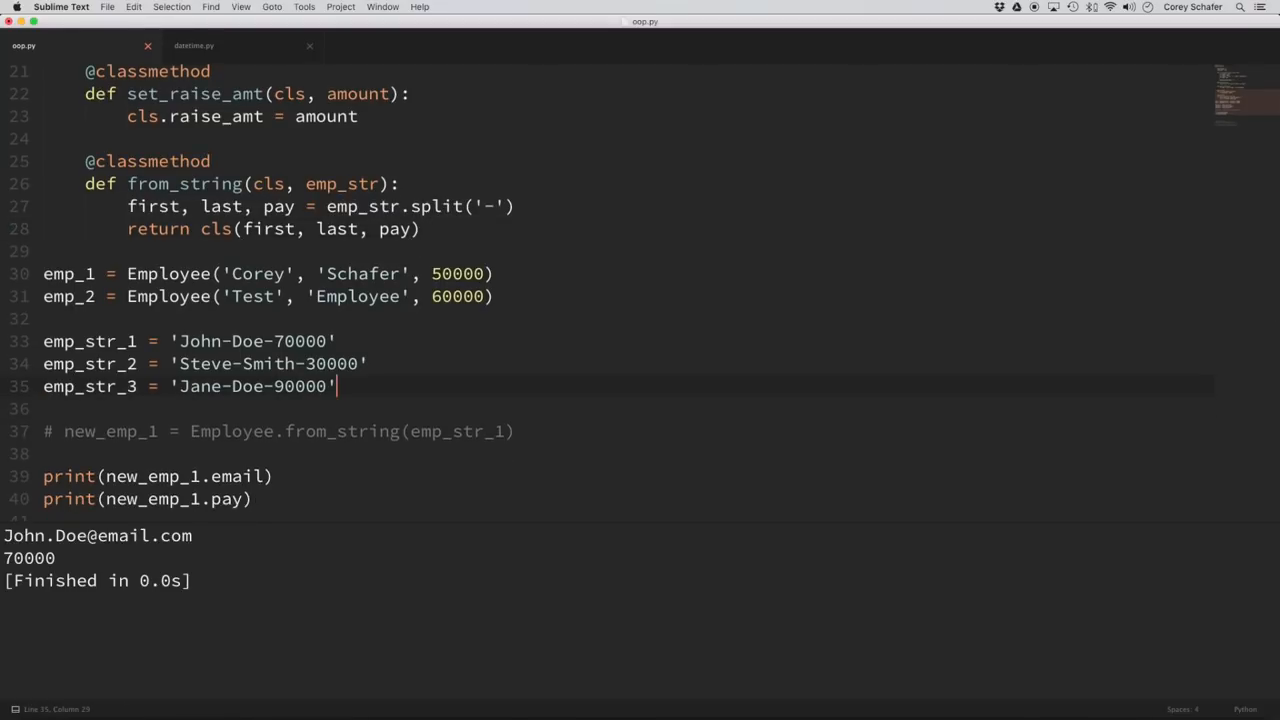 Sublime Text File Edit Selection Find View Goto Tools Project Window Help Corey Schafer
oop.py
oop.py datetime.py
21 @classmethod
22 def set_raise_amt(cls, amount):
23 cls.raise_amt = amount
24
25 @classmethod
26 def from_string(cls, emp_str):
27 first, last, pay = emp_str.split('-')
28 return cls(first, last, pay)
29
30 emp_1 = Employee('Corey', 'Schafer', 50000)
31 emp_2 = Employee('Test', 'Employee', 60000)
32
33 emp_str_1 = 'John-Doe-70000'
34 emp_str_2 = 'Steve-Smith-30000'
35 emp_str_3 = 'Jane-Doe-90000'
36
37 # new_emp_1 = Employee.from_string(emp_str_1)
38
39 print(new_emp_1.email)
40 print(new_emp_1.pay)
41
John.Doe@email.com
70000
[Finished in 0.0s]
Line 35, Column 29 Spaces: 4 Python